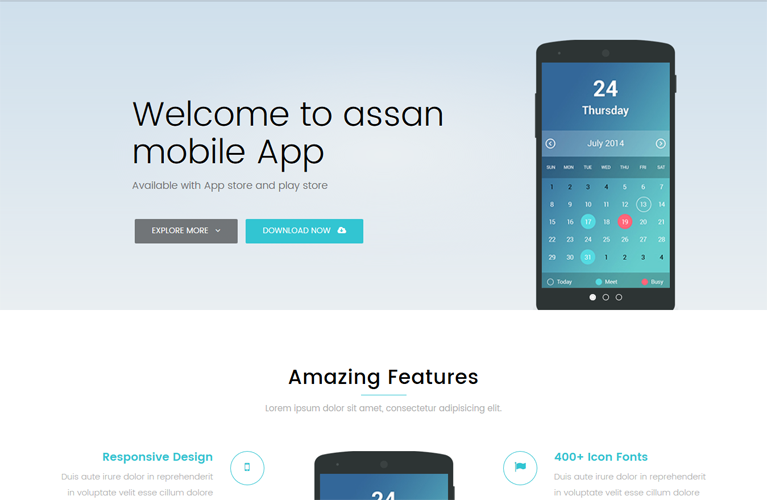 Welcome to assan
mobile App
Available with App store and play store
EXPLORE MORE
DOWNLOAD NOW
24
Thursday
July 2014
SUN MON TUE WED THU FRI SAT
1 2 3 4 5 6 7
8 9 10 11 12 13 14
15 16 17 18 19 20 21
22 23 24 25 26 27 28
29 30 31 1 2 3 4
Today Meet Busy
Amazing Features
Lorem ipsum dolor sit amet, consectetur adipisicing elit.
Responsive Design
Duis aute irure dolor in reprehenderit
in voluptate velit esse cillum dolore
24
400+ Icon Fonts
Duis aute irure dolor in reprehenderit
in voluptate velit esse cillum dolore